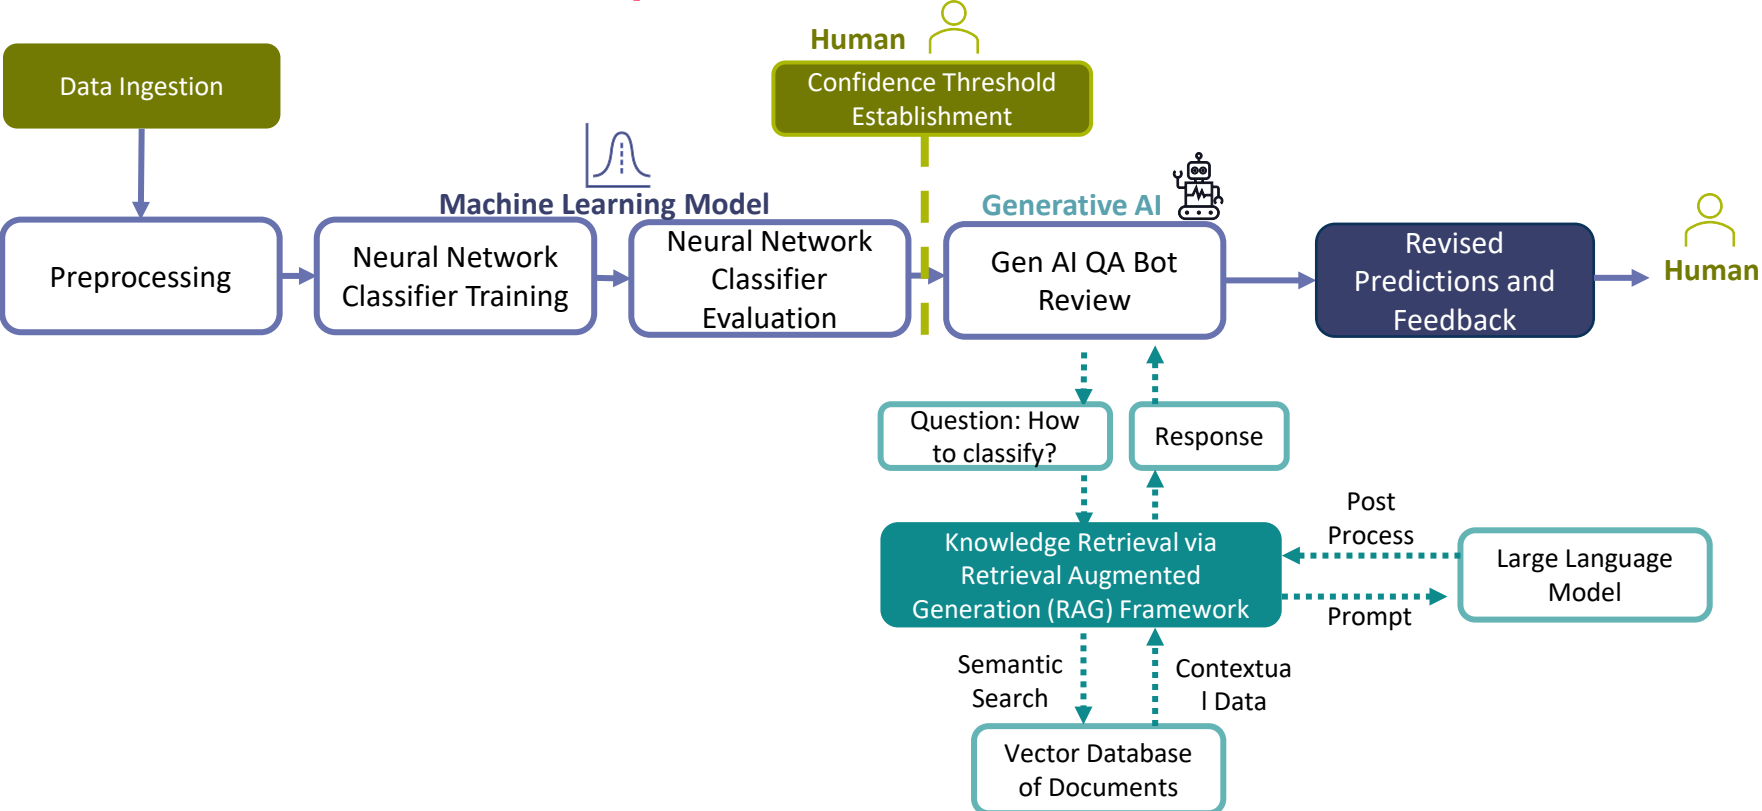 Human
Data Ingestion
Confidence Threshold
Establishment
Machine Learning Model
Generative AI
Preprocessing
Neural Network
Classifier Training
Neural Network
Classifier
Evaluation
Gen AI QA Bot
Review
Revised
Predictions and
Feedback
Human
Question: How
to classify?
Response
Knowledge Retrieval via
Retrieval Augmented
Generation (RAG) Framework
Post
Process
Prompt
Large Language
Model
Semantic
Search
Contextua
l Data
Vector Database
of Documents